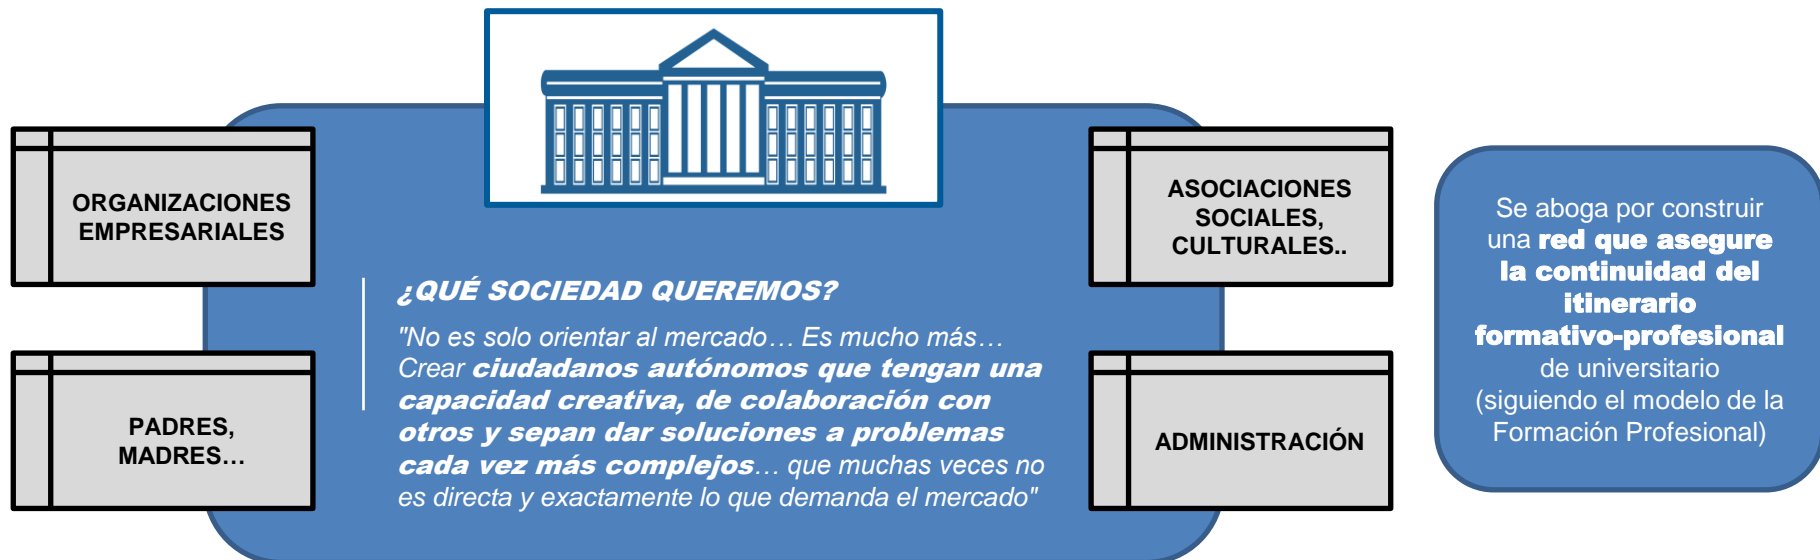 ORGANIZACIONES
EMPRESARIALES
PADRES,
MADRES…
¿QUÉ SOCIEDAD QUEREMOS?
"No es solo orientar al mercado… Es mucho más…
Crear ciudadanos autónomos que tengan una
capacidad creativa, de colaboración con
otros y sepan dar soluciones a problemas
cada vez más complejos… que muchas veces no
es directa y exactamente lo que demanda el mercado"
ASOCIACIONES
SOCIALES,
CULTURALES..
ADMINISTRACIÓN
Se aboga por construir
una red que asegure
la continuidad del
itinerario
formativo-profesional
de universitario
(siguiendo el modelo de la
Formación Profesional)